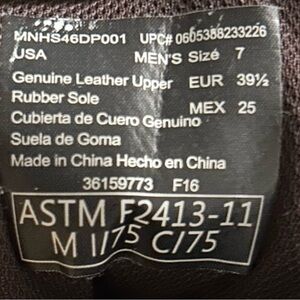 MNHS46DP001 UPC# 0605388233226
USA MEN'S Size 7
Genuine Leather Upper EUR 39½
Rubber Sole MEX 25
Cubierta de Cuero Genuino
Suela de Goma
Made in China Hecho en China
36159773 F16
ASTM F2413-11
M I/75 C/75